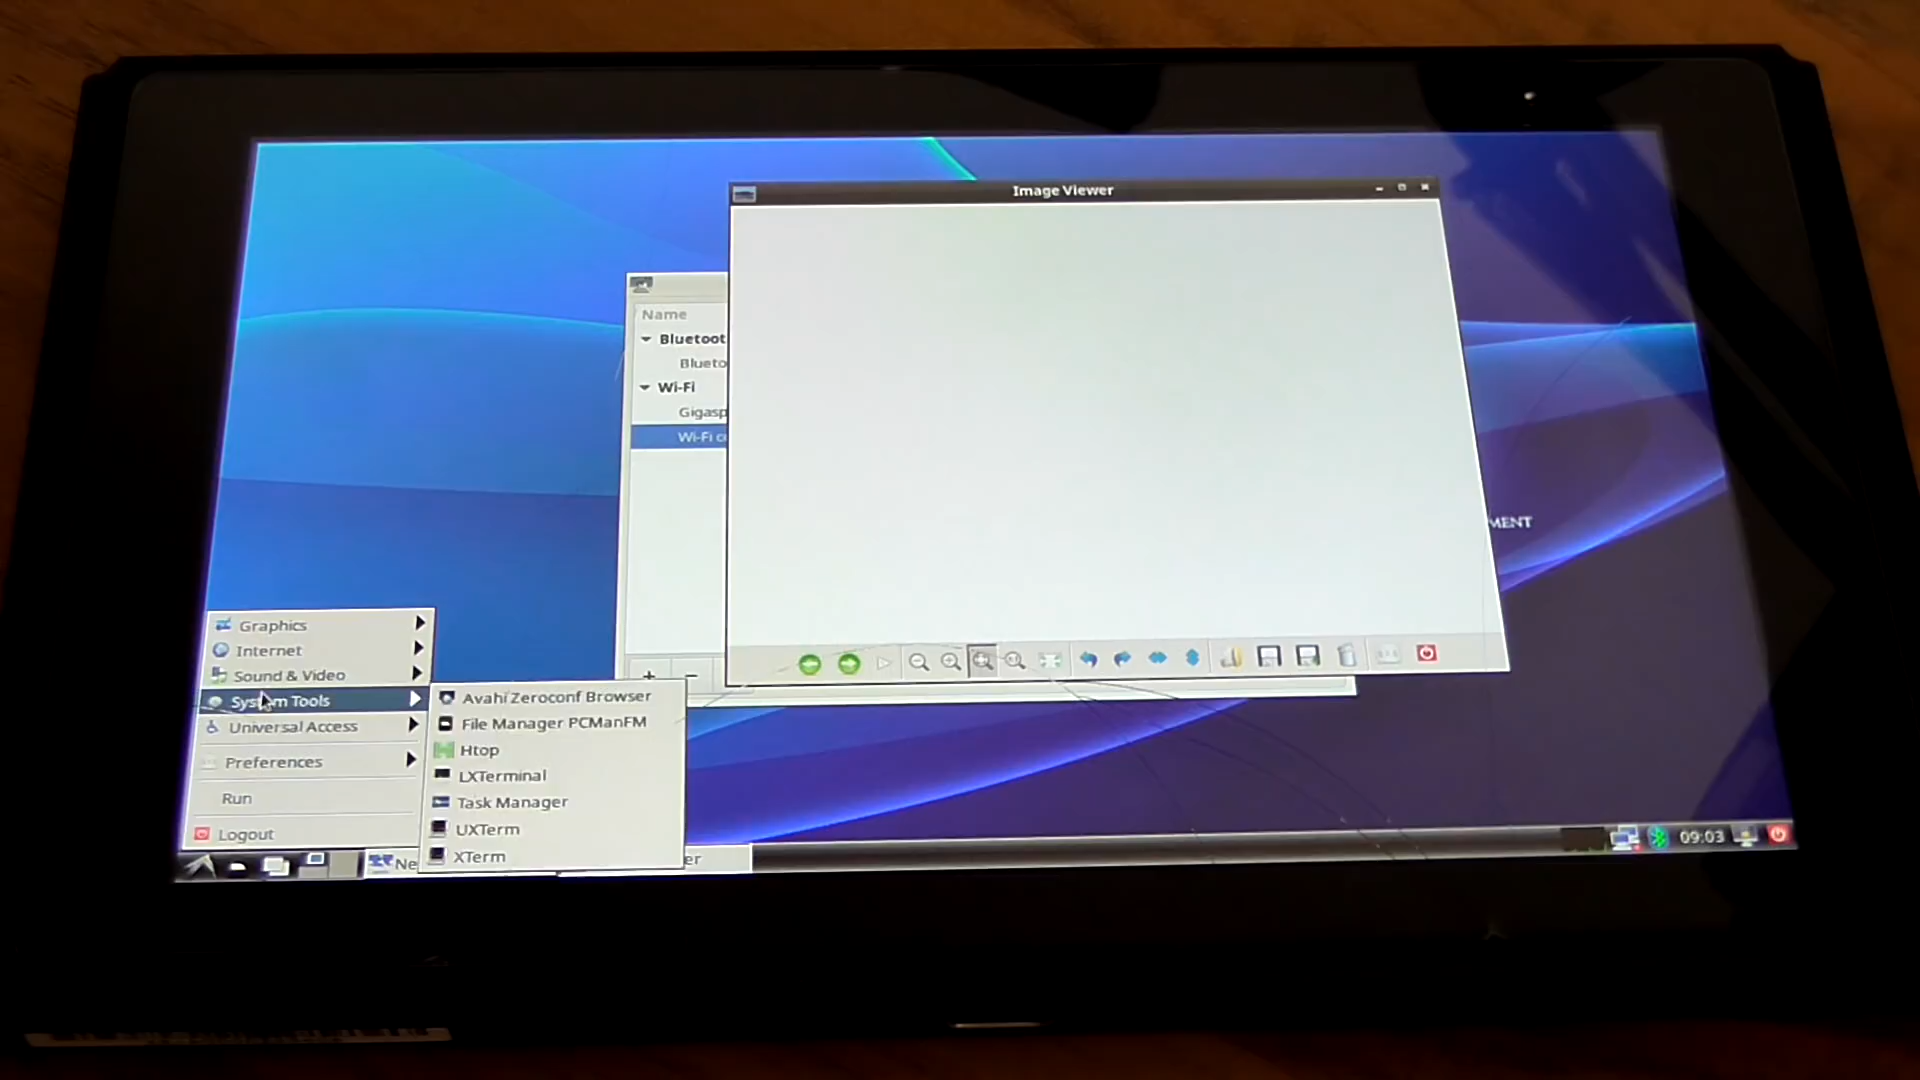 Image Viewer
Name
Bluetoot
Blueto
Wi-Fi
Gigasp
Wi-Fi c
MENT
Graphics
Internet
Sound & Video
System Tools
Universal Access
Preferences
Run
Logout
Avahi Zeroconf Browser
File Manager PCManFM
Htop
LXTerminal
Task Manager
UXTerm
XTerm
Ne
er
09:03